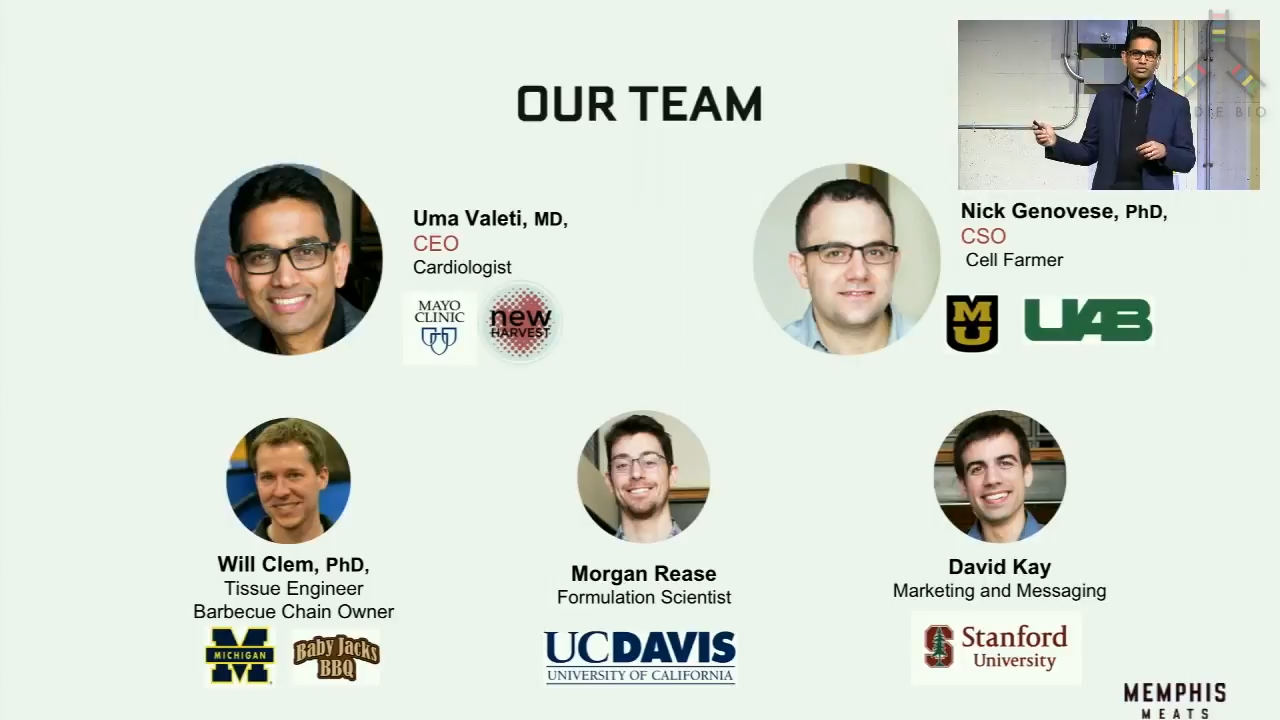 OUR TEAM
INDIE BIO
Uma Valeti, MD,
CEO
Cardiologist
MAYO
CLINIC
new
HARVEST
Nick Genovese, PhD,
CSO
Cell Farmer
M
U
UAB
Will Clem, PhD,
Tissue Engineer
Barbecue Chain Owner
M
MICHIGAN
Baby Jacks
BBQ
Morgan Rease
Formulation Scientist
UCDAVIS
UNIVERSITY OF CALIFORNIA
David Kay
Marketing and Messaging
S
Stanford
University
MEMPHIS
MEATS